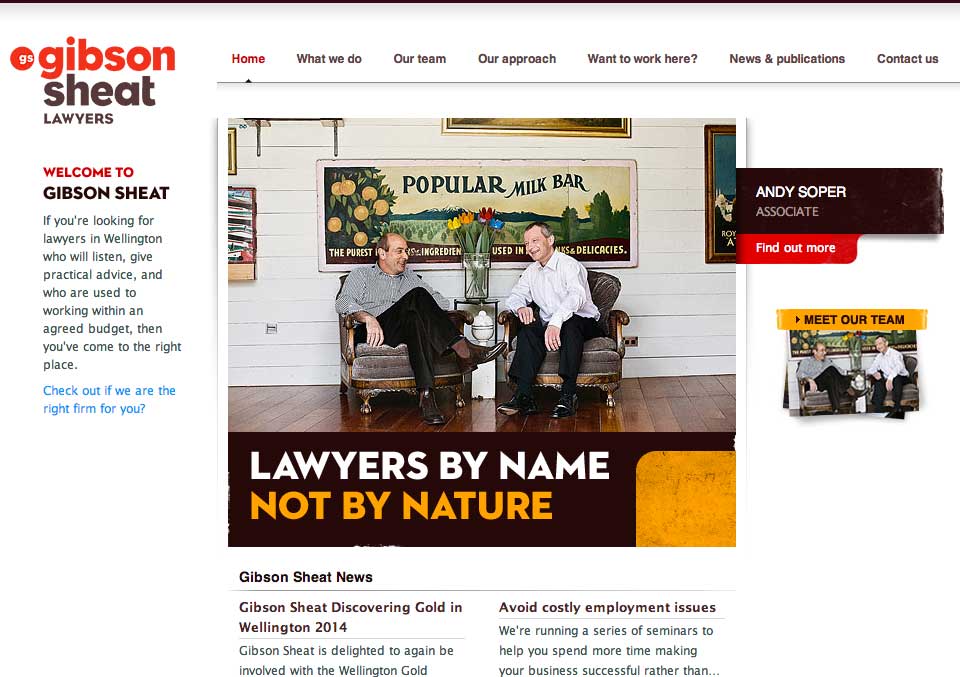 gs gibson
sheat
LAWYERS
Home What we do Our team Our approach Want to work here? News & publications Contact us
WELCOME TO
GIBSON SHEAT
If you're looking for
lawyers in Wellington
who will listen, give
practical advice, and
who are used to
working within an
agreed budget, then
you've come to the right
place.
Check out if we are the
right firm for you?
POPULAR MILK BAR
THE PUREST INGREDIEN USED IN & DELICACIES.
ANDY SOPER
ASSOCIATE
Find out more
MEET OUR TEAM
LAWYERS BY NAME
NOT BY NATURE
Gibson Sheat News
Gibson Sheat Discovering Gold in
Wellington 2014
Gibson Sheat is delighted to again be
involved with the Wellington Gold
Avoid costly employment issues
We're running a series of seminars to
help you spend more time making
your business successful rather than...